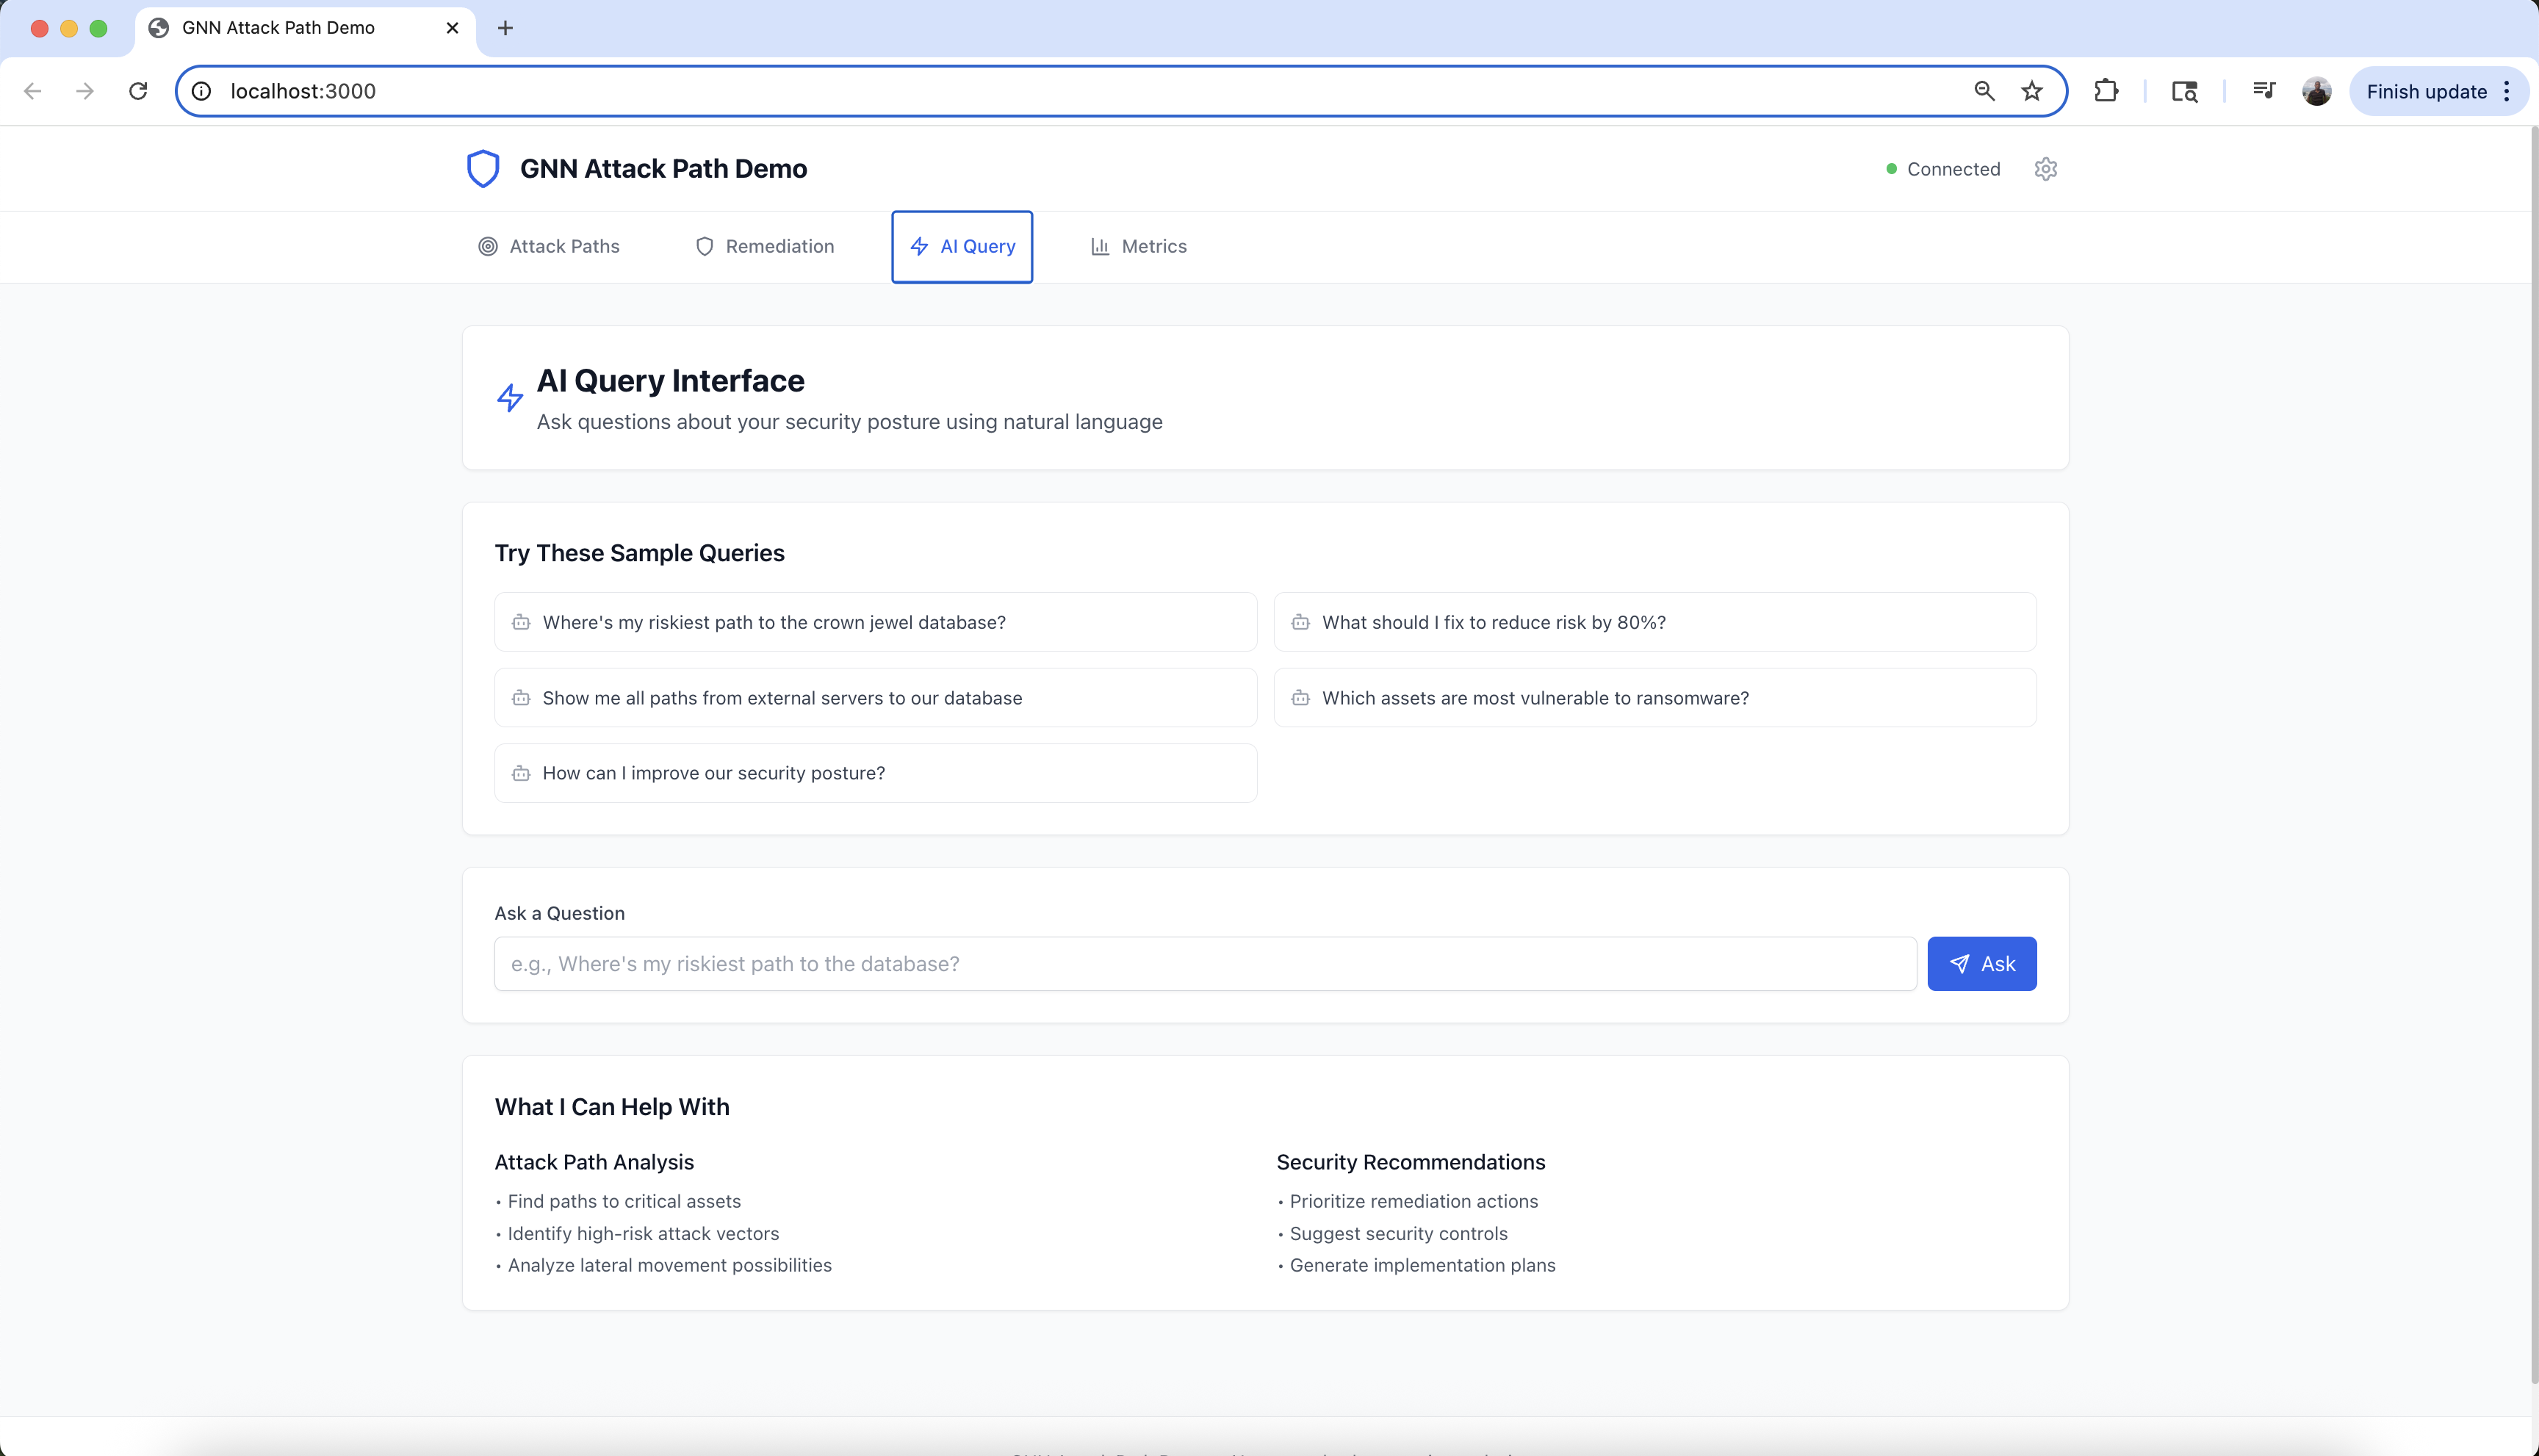 GNN Attack Path Demo
localhost:3000
Finish update
GNN Attack Path Demo
Connected
Attack Paths
Remediation
AI Query
Metrics
AI Query Interface
Ask questions about your security posture using natural language
Try These Sample Queries
Where's my riskiest path to the crown jewel database?
What should I fix to reduce risk by 80%?
Show me all paths from external servers to our database
Which assets are most vulnerable to ransomware?
How can I improve our security posture?
Ask a Question
e.g., Where's my riskiest path to the database?
Ask
What I Can Help With
Attack Path Analysis
• Find paths to critical assets
• Identify high-risk attack vectors
• Analyze lateral movement possibilities
Security Recommendations
• Prioritize remediation actions
• Suggest security controls
• Generate implementation plans